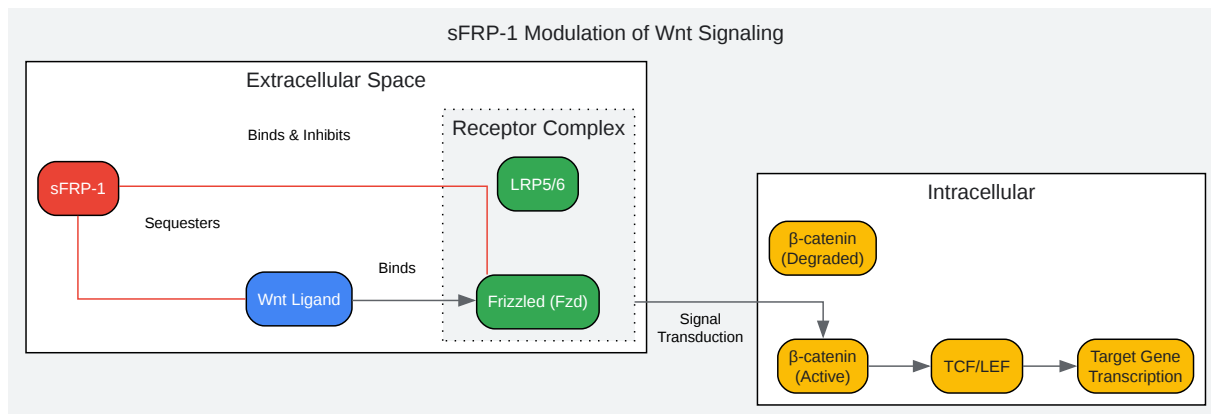 sFRP-1 Modulation of Wnt Signaling
Extracellular Space
Binds & Inhibits
Receptor Complex
sFRP-1
LRP5/6
Sequesters
Binds
Wnt Ligand
Frizzled (Fzd)
Signal
Transduction
Intracellular
β-catenin
(Degraded)
β-catenin
(Active)
TCF/LEF
Target Gene
Transcription